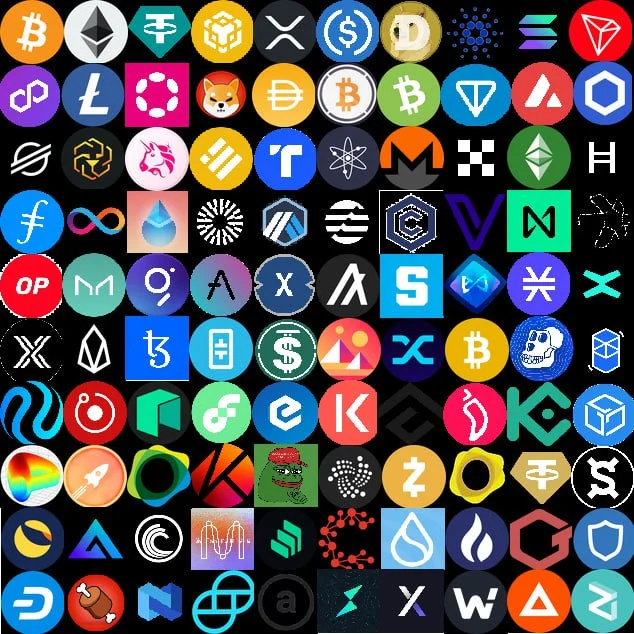 ₿ ₮ X $ Ð
Ł ₿ ₿
T M H
C V N
OP X S
X $ ₿
e K K
K Z ₮
M C G
a X W